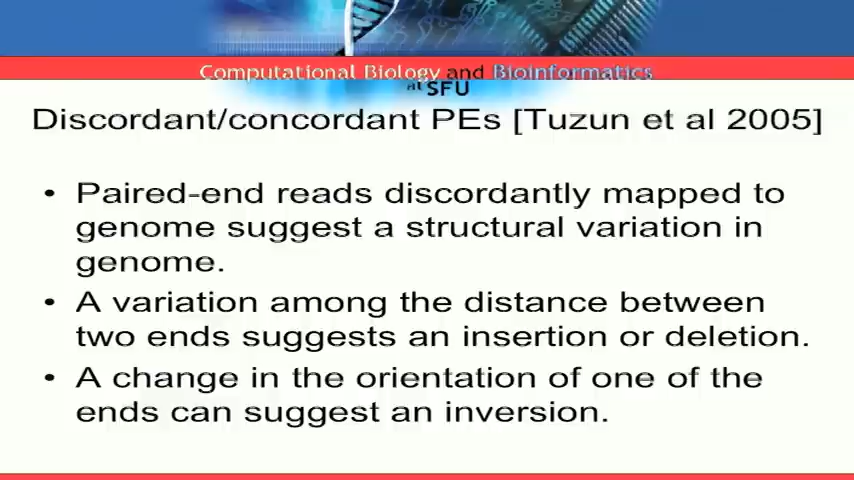 Computational Biology and Bioinformatics
at SFU
Discordant/concordant PEs [Tuzun et al 2005]
• Paired-end reads discordantly mapped to
genome suggest a structural variation in
genome.
• A variation among the distance between
two ends suggests an insertion or deletion.
• A change in the orientation of one of the
ends can suggest an inversion.